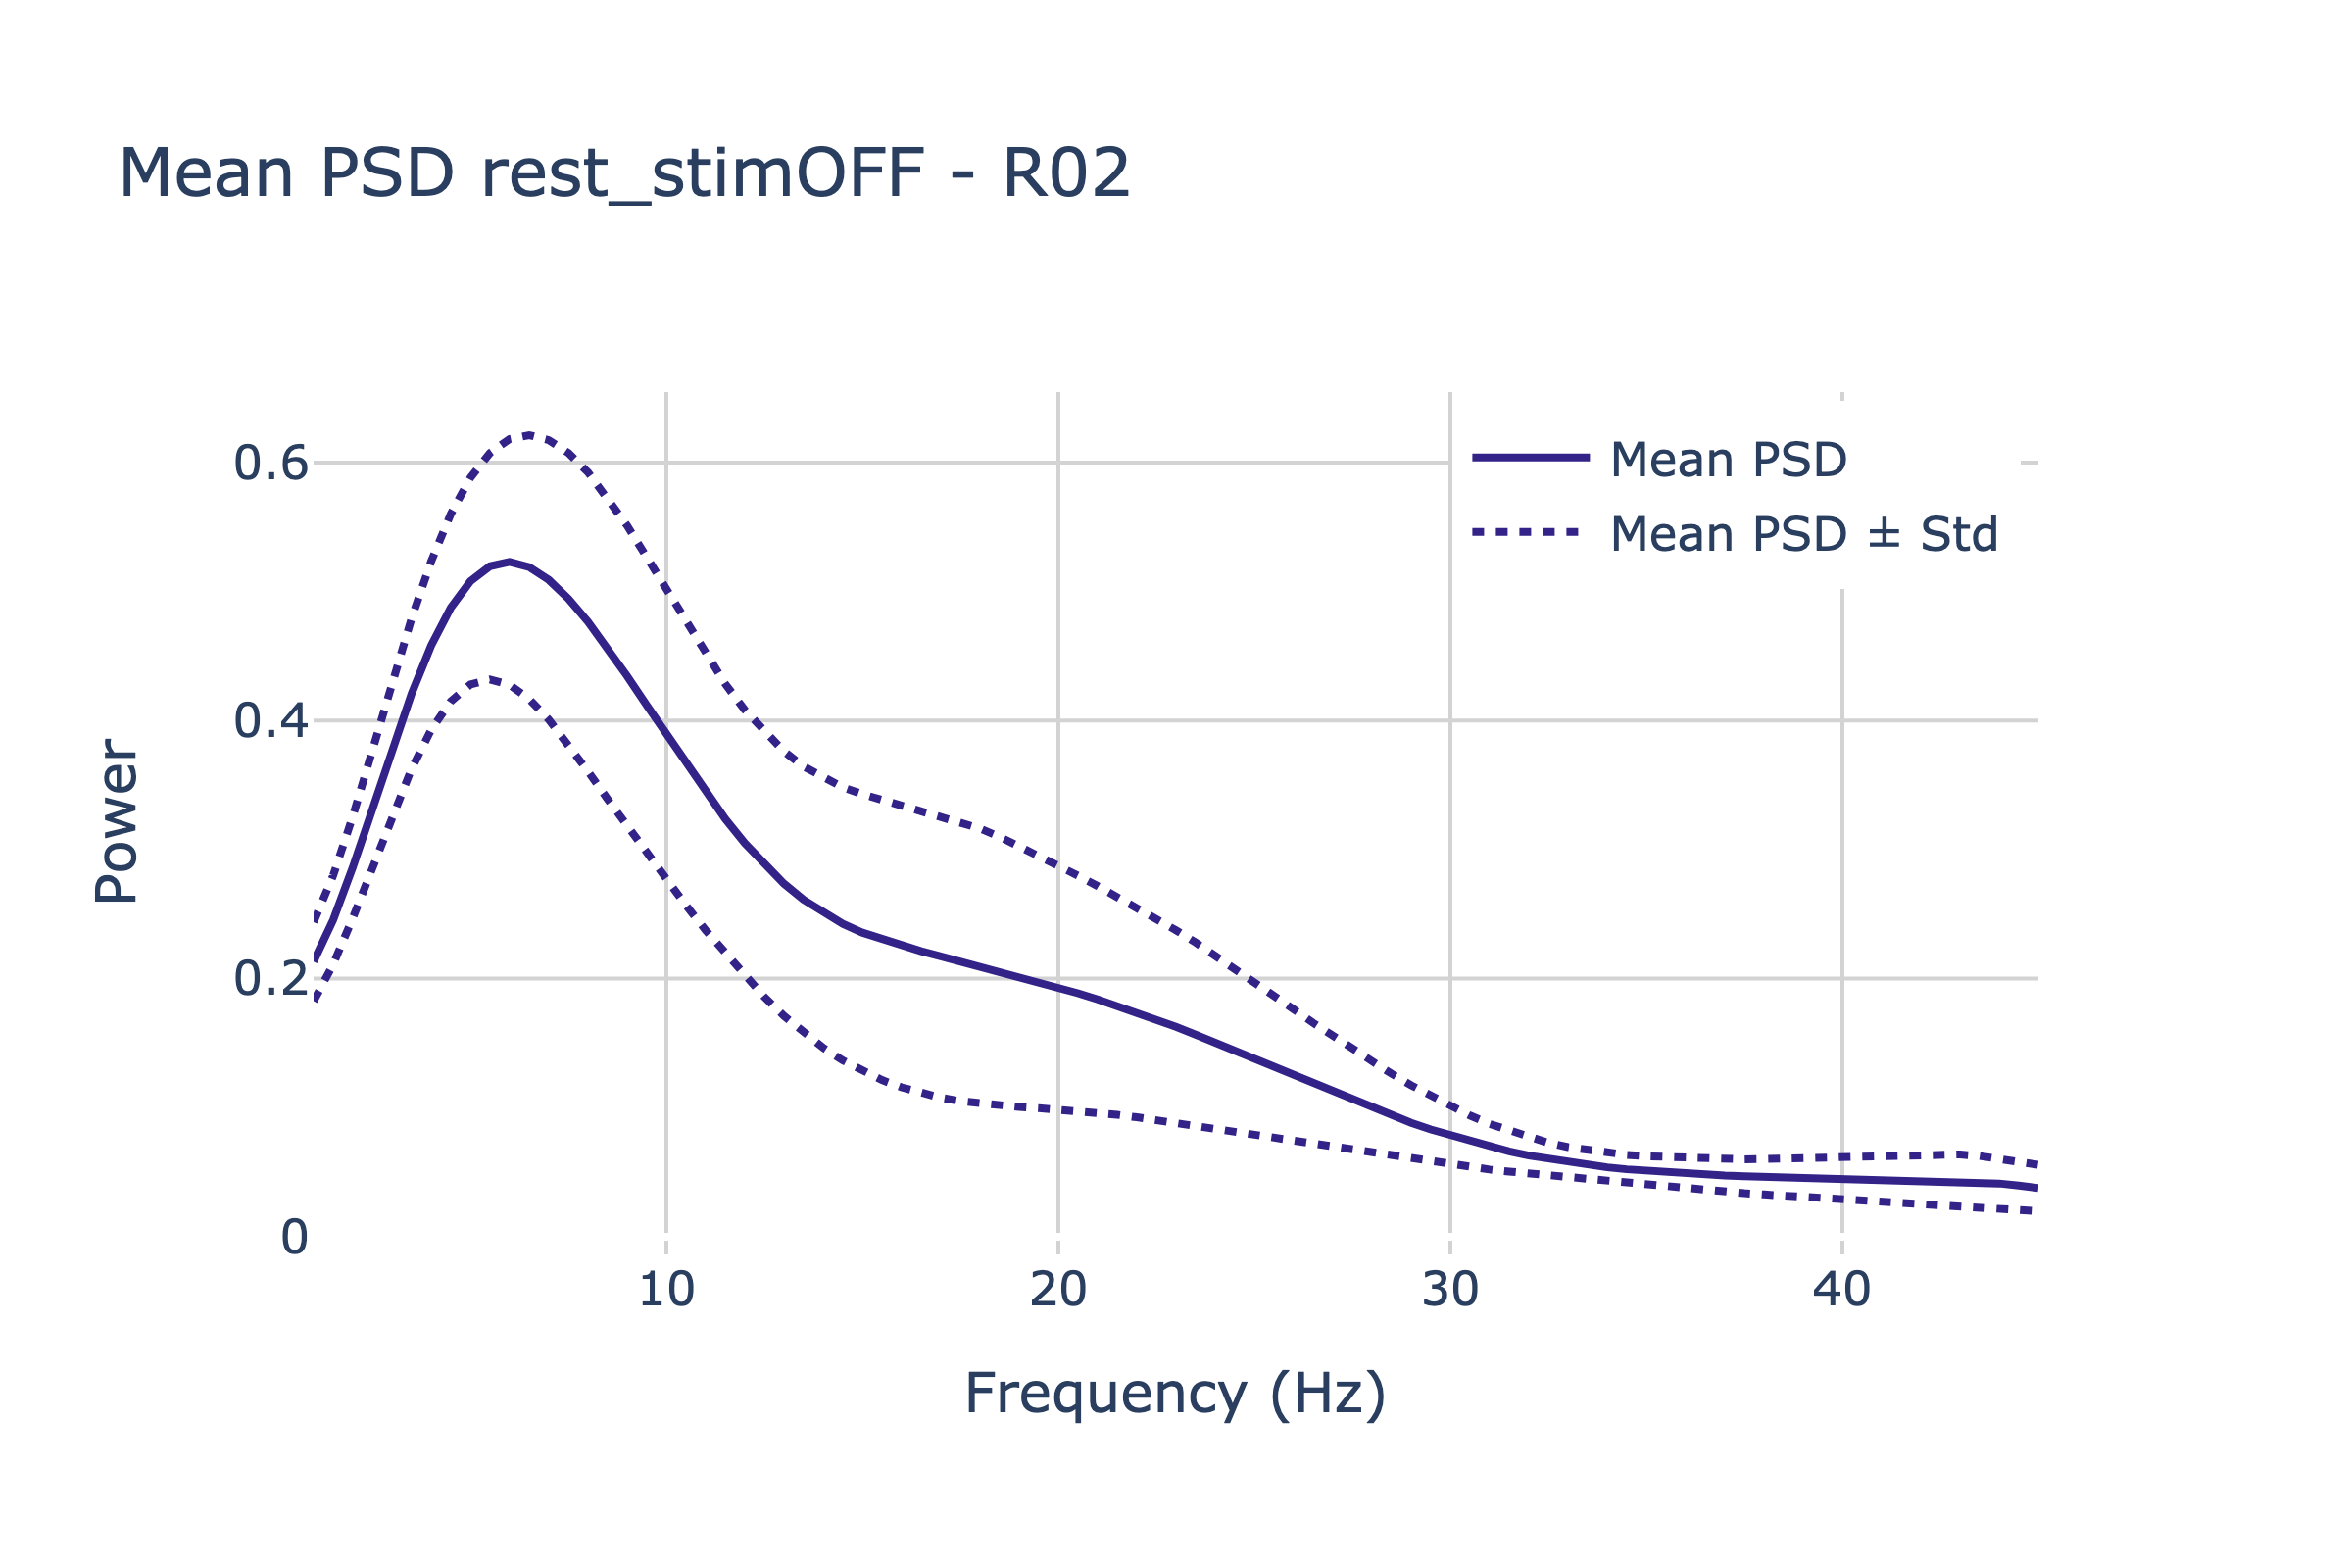 Mean PSD rest_stimOFF - R02
Mean PSD
Mean PSD ± Std
Power
0.6
0.4
0.2
0
10 20 30 40
Frequency (Hz)